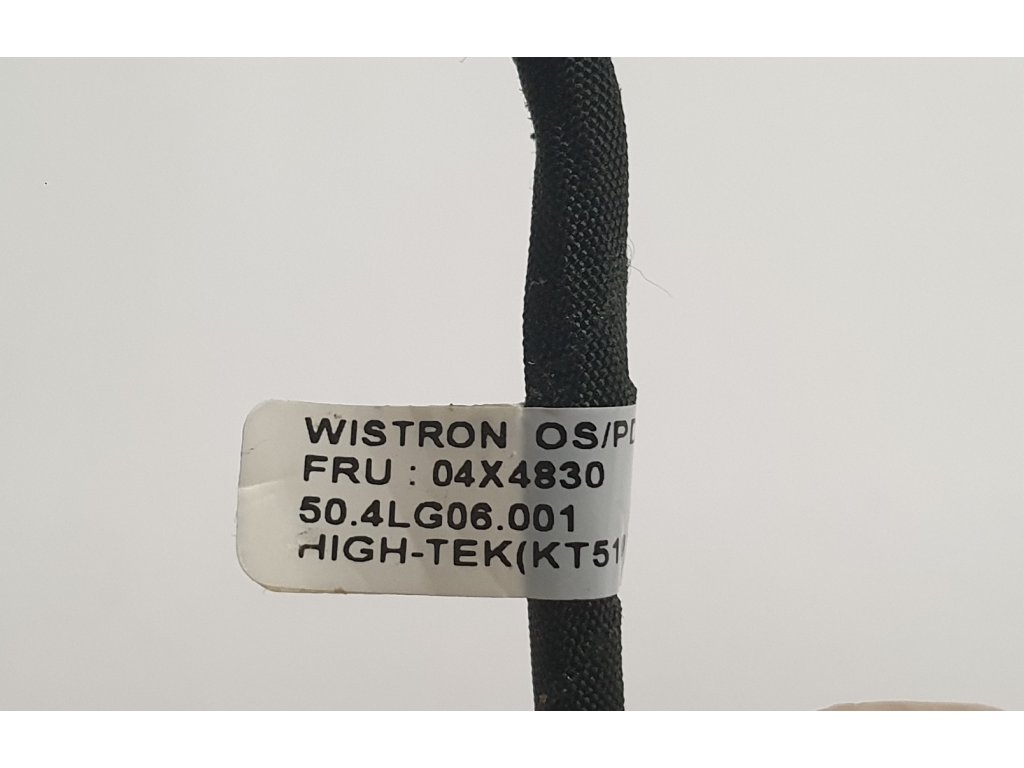 WISTRON OS/PD
FRU : 04X4830
50.4LG06.001
HIGH-TEK(KT51